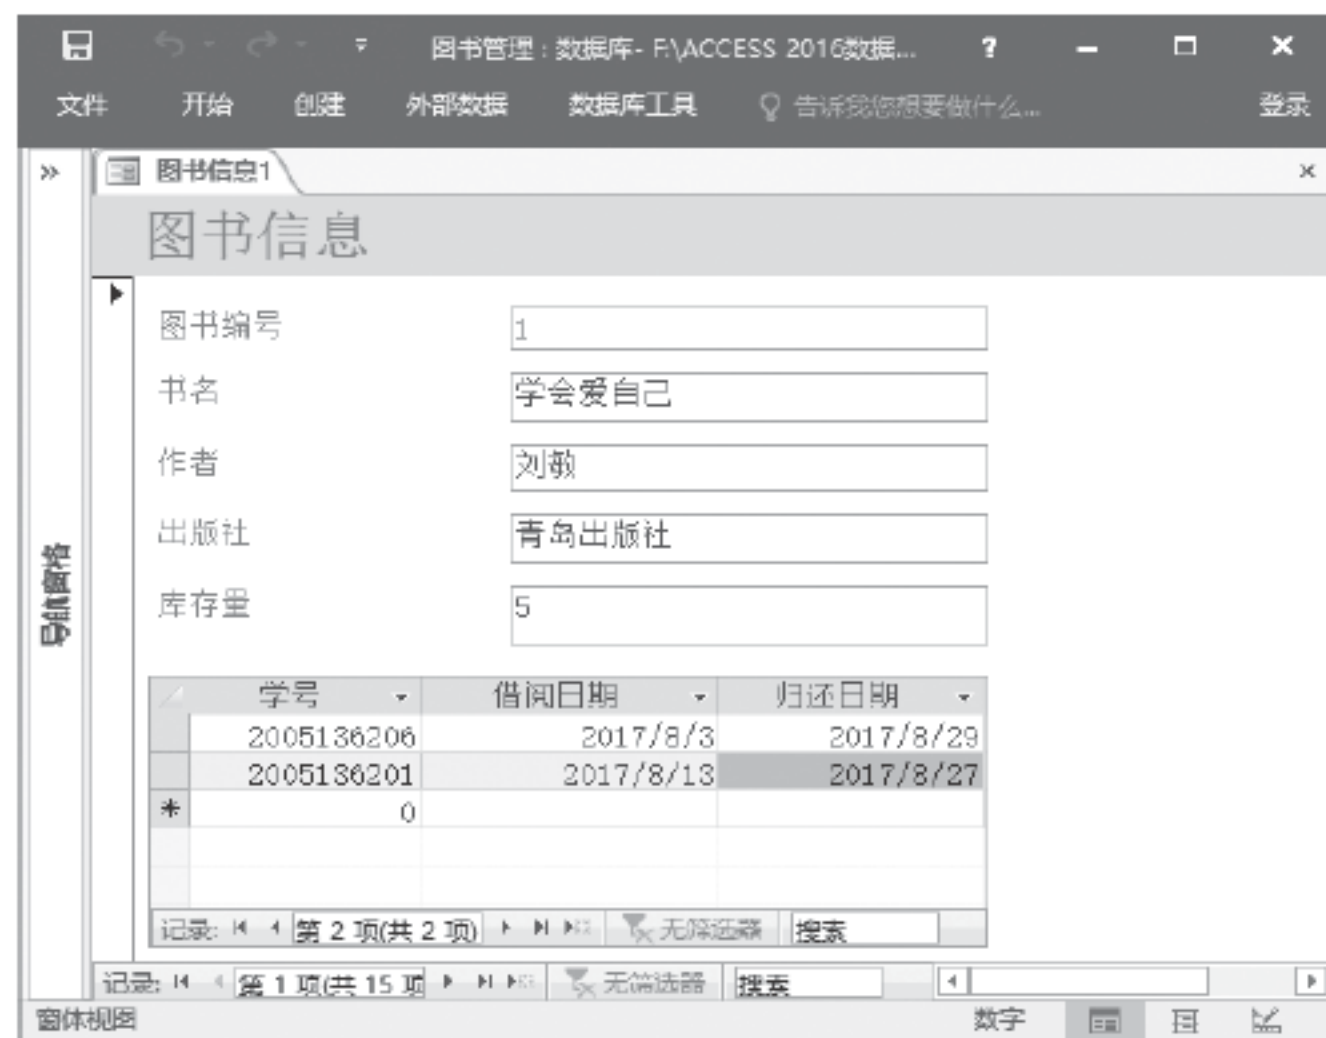 图书管理 : 数据库- F:\ACCESS 2016数据... ?
文件 开始 创建 外部数据 数据库工具 告诉我您想要做什么... 登录
图书信息1
图书信息
图书编号 1
书名 学会爱自己
作者 刘敏
出版社 青岛出版社
库存量 5
导航窗格
学号 借阅日期 归还日期
2005136206 2017/8/3 2017/8/29
2005136201 2017/8/13 2017/8/27
* 0
记录: 第 2 项(共 2 项) 无筛选器 搜索
记录: 第 1 项(共 15 项 无筛选器 搜索
窗体视图 数字